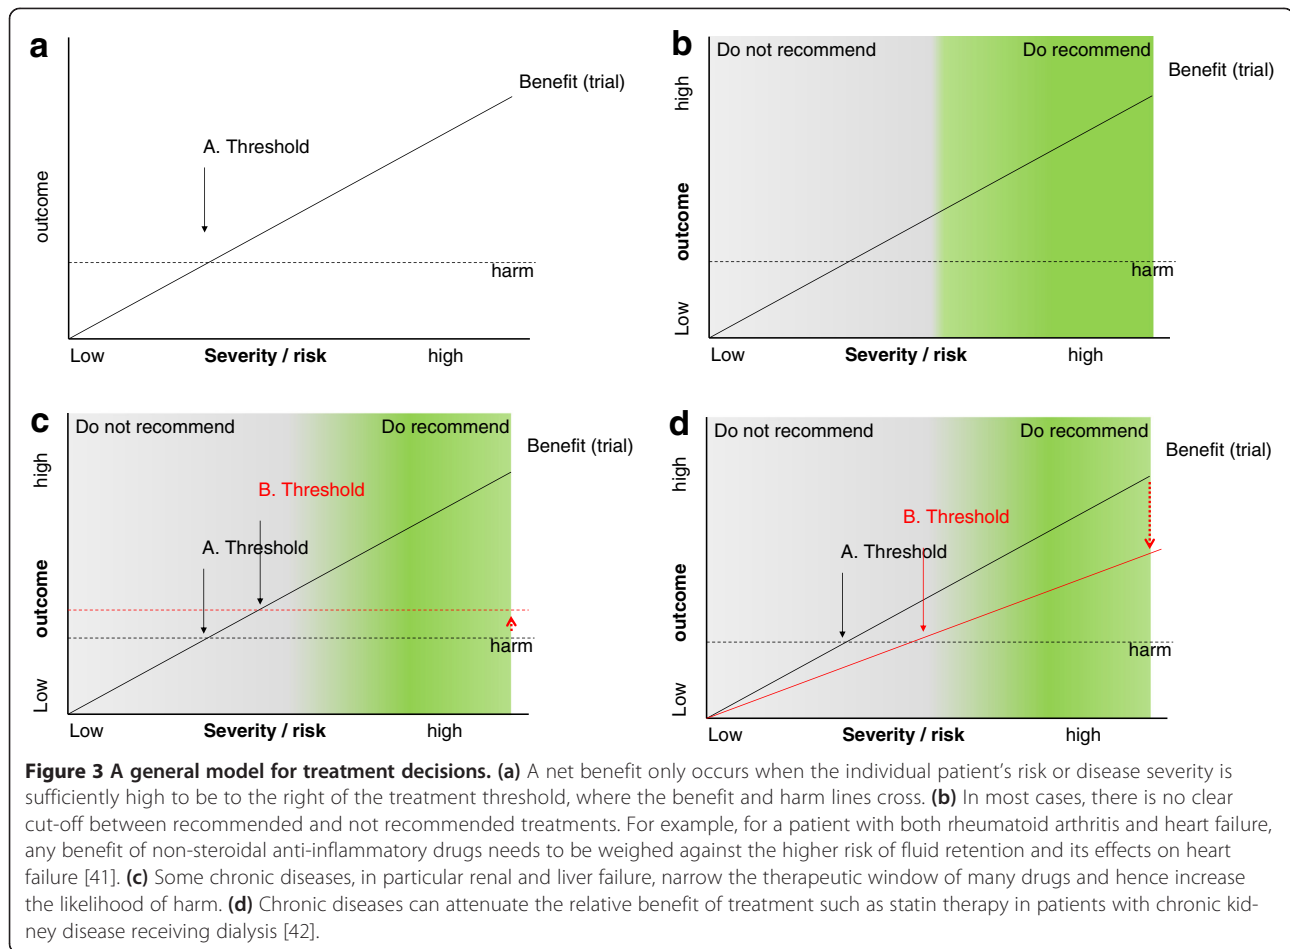 a
Benefit (trial)
A. Threshold
outcome
harm
Low
Severity / risk
high
b
Do not recommend
Do recommend
Benefit (trial)
high
outcome
Low
harm
Low
Severity / risk
high
c
Do not recommend
Do recommend
Benefit (trial)
high
B. Threshold
A. Threshold
outcome
harm
Low
Low
Severity / risk
high
d
Do not recommend
Do recommend
Benefit (trial)
high
B. Threshold
A. Threshold
outcome
harm
Low
Low
Severity / risk
high
Figure 3 A general model for treatment decisions. (a) A net benefit only occurs when the individual patient's risk or disease severity is
sufficiently high to be to the right of the treatment threshold, where the benefit and harm lines cross. (b) In most cases, there is no clear
cut-off between recommended and not recommended treatments. For example, for a patient with both rheumatoid arthritis and heart failure,
any benefit of non-steroidal anti-inflammatory drugs needs to be weighed against the higher risk of fluid retention and its effects on heart
failure [41]. (c) Some chronic diseases, in particular renal and liver failure, narrow the therapeutic window of many drugs and hence increase
the likelihood of harm. (d) Chronic diseases can attenuate the relative benefit of treatment such as statin therapy in patients with chronic kid-
ney disease receiving dialysis [42].